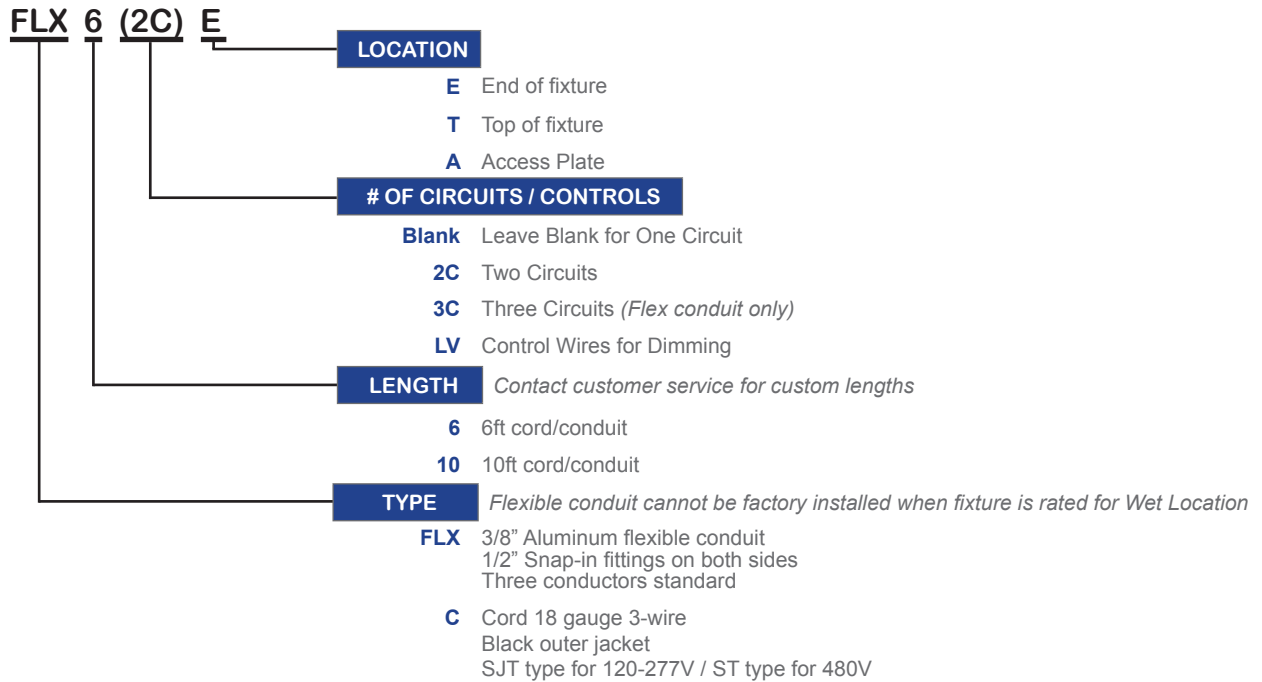 FLX 6 (2C) E
LOCATION
E End of fixture
T Top of fixture
A Access Plate
# OF CIRCUITS / CONTROLS
Blank Leave Blank for One Circuit
2C Two Circuits
3C Three Circuits (Flex conduit only)
LV Control Wires for Dimming
LENGTH Contact customer service for custom lengths
6 6ft cord/conduit
10 10ft cord/conduit
TYPE Flexible conduit cannot be factory installed when fixture is rated for Wet Location
FLX 3/8” Aluminum flexible conduit
1/2” Snap-in fittings on both sides
Three conductors standard
C Cord 18 gauge 3-wire
Black outer jacket
SJT type for 120-277V / ST type for 480V